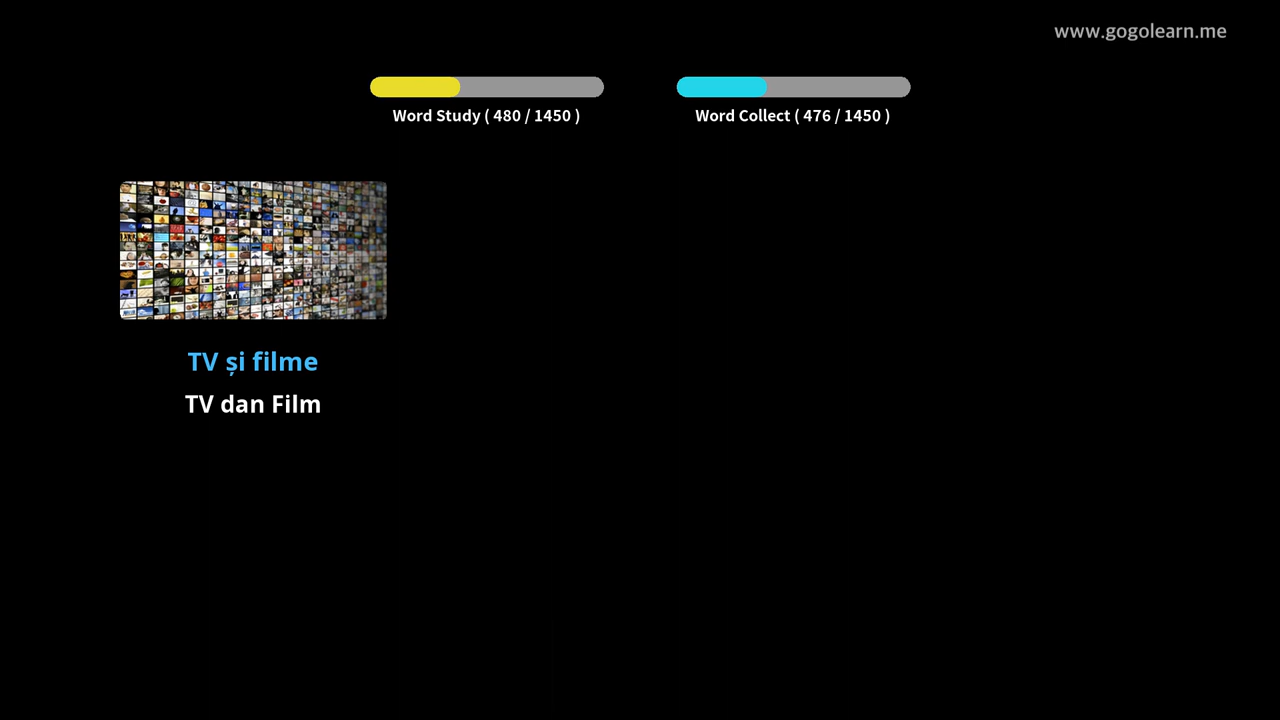 www.gogolearn.me
Word Study ( 480 / 1450 )
Word Collect ( 476 / 1450 )
TV și filme
TV dan Film